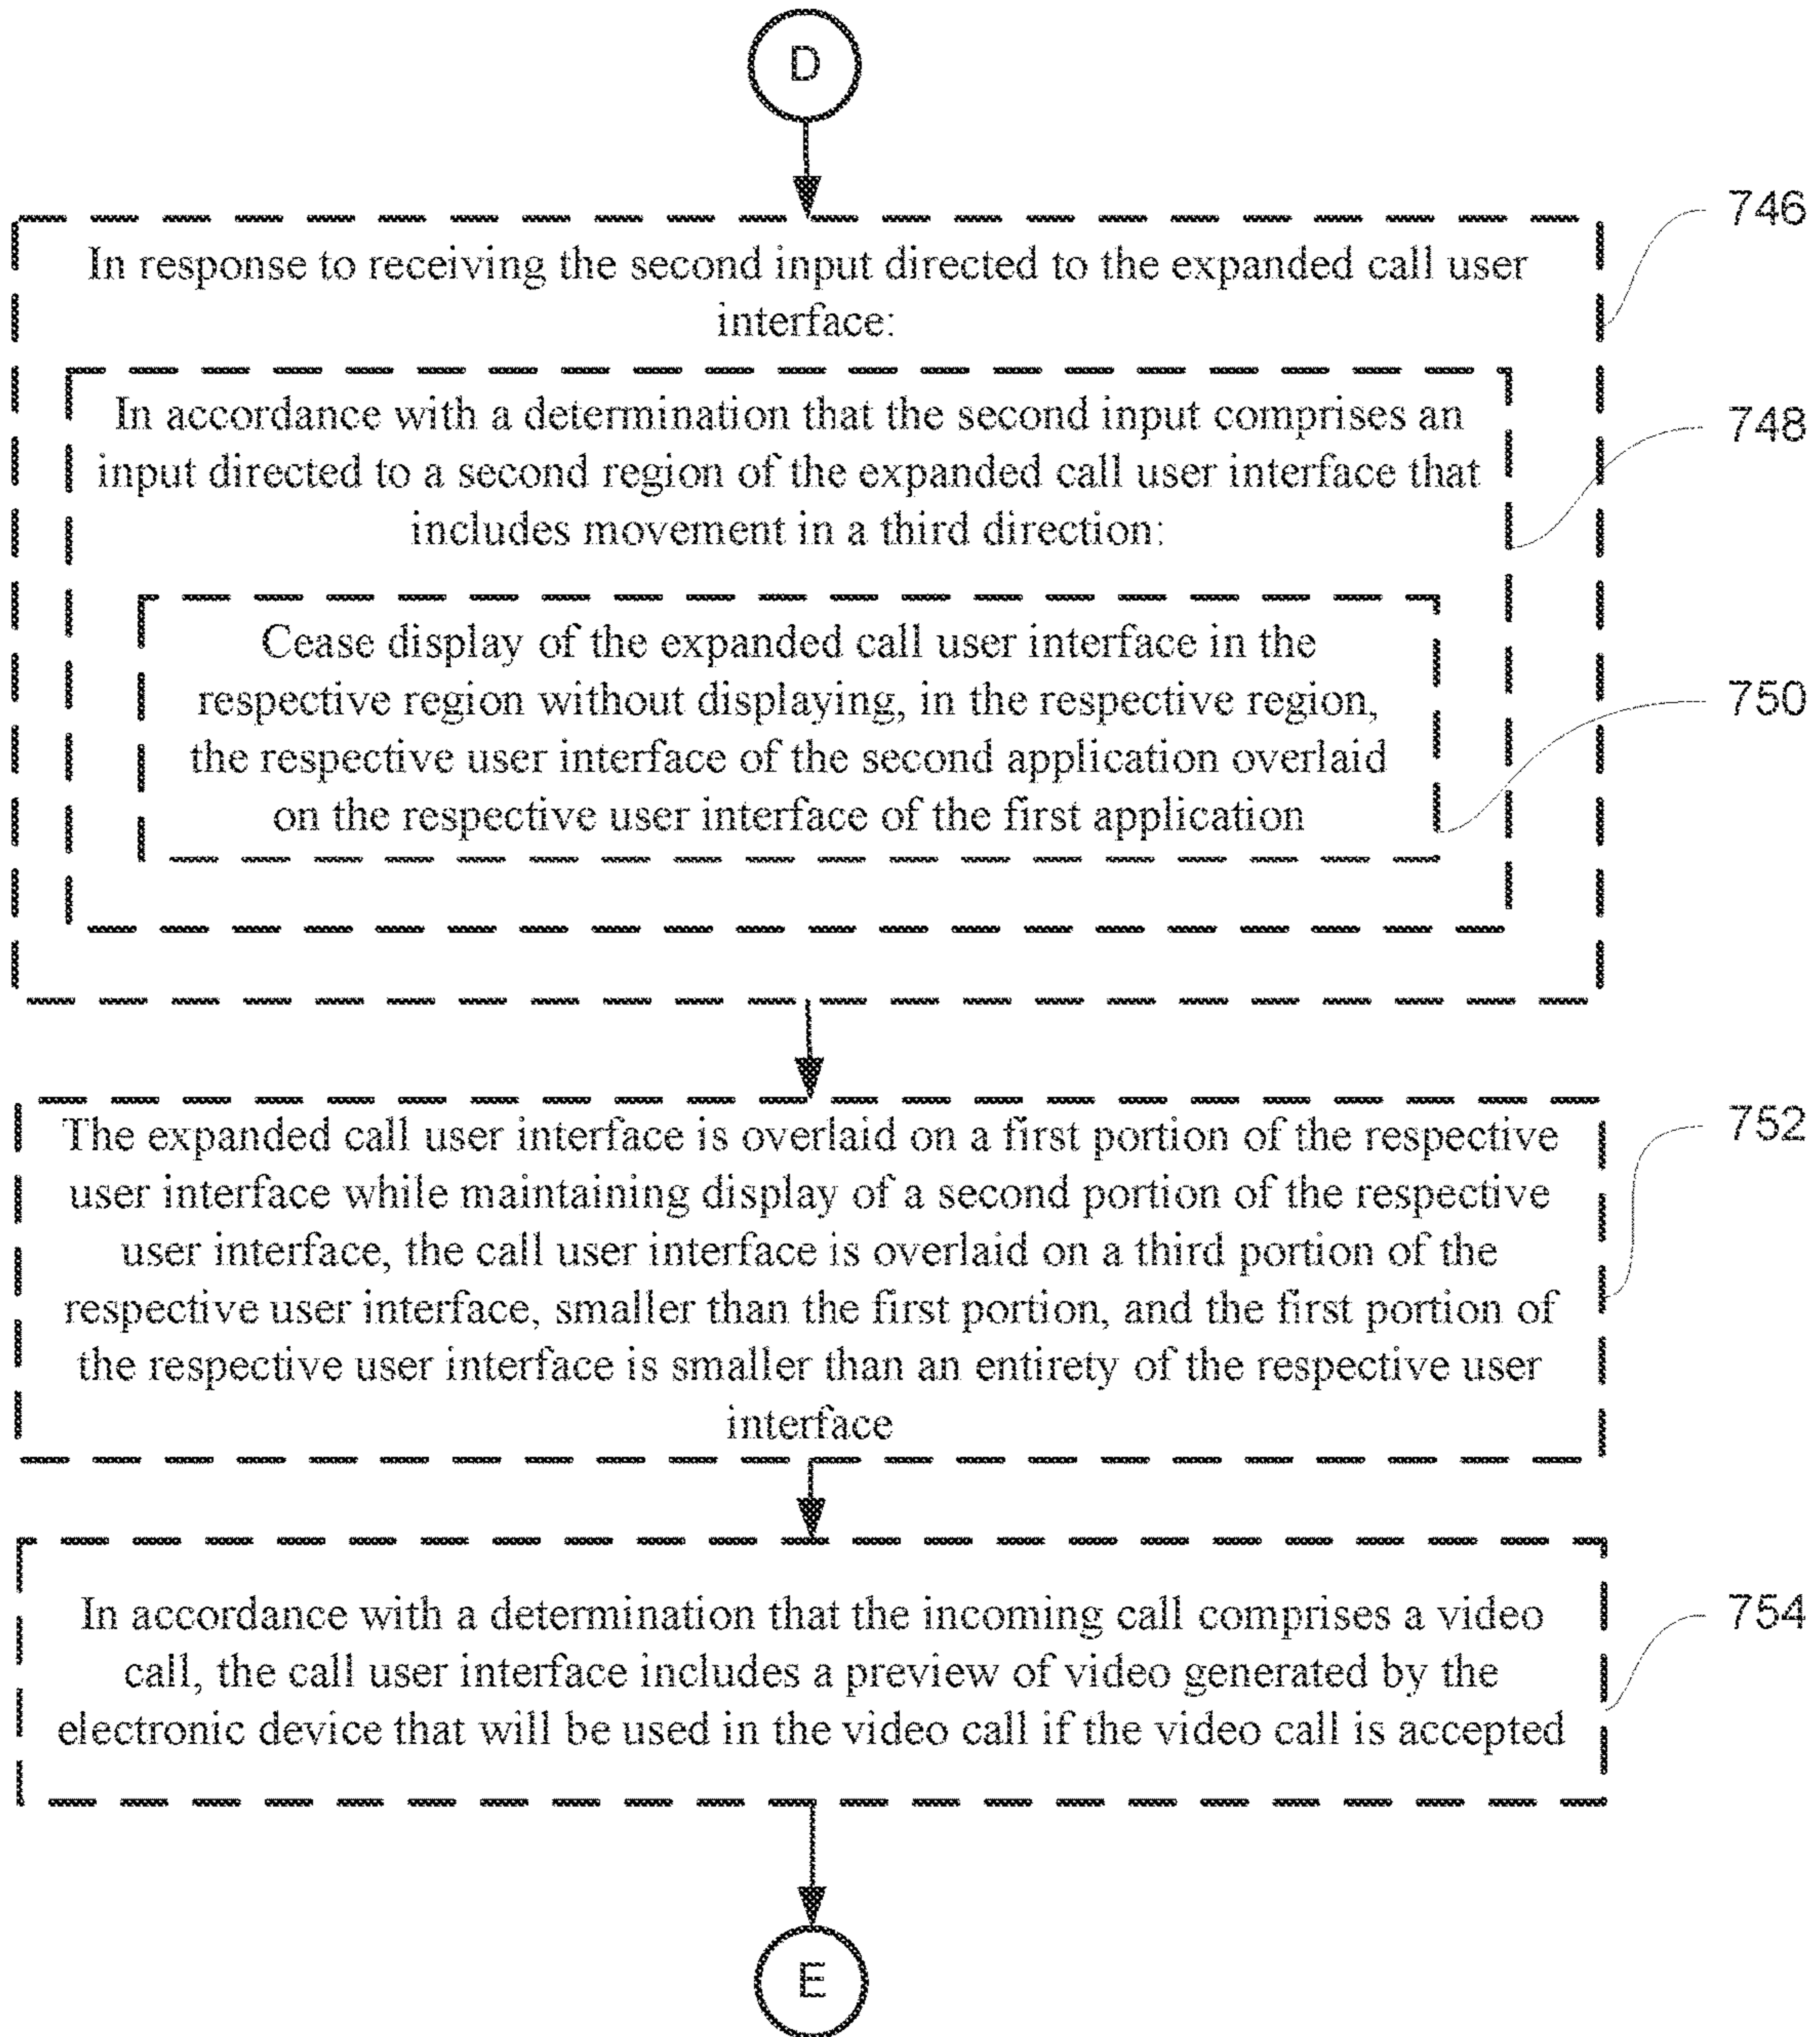 D
746
In response to receiving the second input directed to the expanded call user
interface:
748
In accordance with a determination that the second input comprises an
input directed to a second region of the expanded call user interface that
includes movement in a third direction:
750
Cease display of the expanded call user interface in the
respective region without displaying, in the respective region,
the respective user interface of the second application overlaid
on the respective user interface of the first application
752
The expanded call user interface is overlaid on a first portion of the respective
user interface while maintaining display of a second portion of the respective
user interface, the call user interface is overlaid on a third portion of the
respective user interface, smaller than the first portion, and the first portion of
the respective user interface is smaller than an entirety of the respective user
interface
754
In accordance with a determination that the incoming call comprises a video
call, the call user interface includes a preview of video generated by the
electronic device that will be used in the video call if the video call is accepted
E